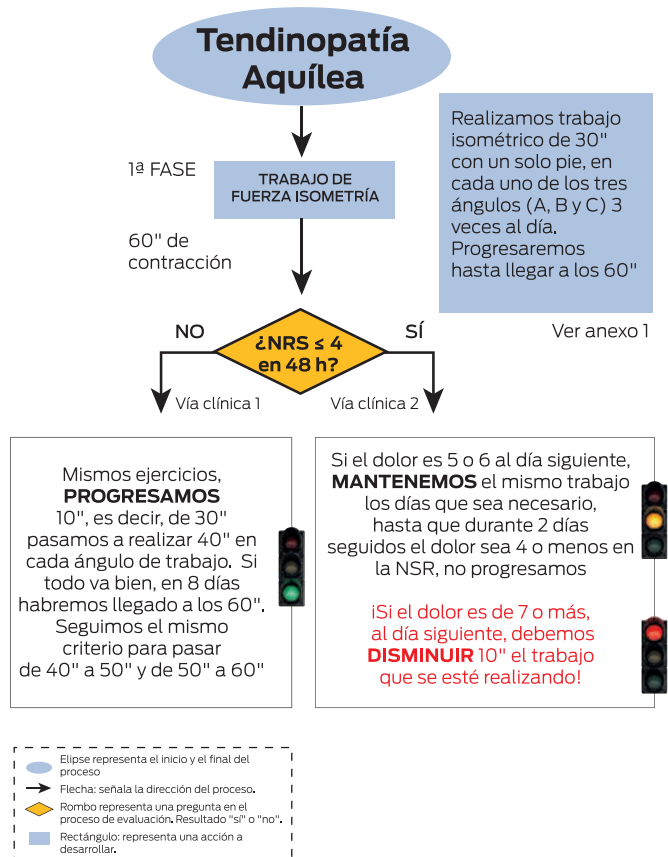 Tendinopatía
Aquílea
1ª FASE
TRABAJO DE
FUERZA ISOMETRÍA
60" de
contracción
Realizamos trabajo
isométrico de 30"
con un solo pie, en
cada uno de los tres
ángulos (A, B y C) 3
veces al día.
Progresaremos
hasta llegar a los 60"
Ver anexo 1
NO
¿NRS ≤ 4
en 48 h?
SÍ
Vía clínica 1
Vía clínica 2
Mismos ejercicios,
PROGRESAMOS
10", es decir, de 30"
pasamos a realizar 40" en
cada ángulo de trabajo. Si
todo va bien, en 8 días
habremos llegado a los 60".
Seguimos el mismo
criterio para pasar
de 40" a 50" y de 50" a 60"
Si el dolor es 5 o 6 al día siguiente,
MANTENEMOS el mismo trabajo
los días que sea necesario,
hasta que durante 2 días
seguidos el dolor sea 4 o menos en
la NSR, no progresamos
¡Si el dolor es de 7 o más,
al día siguiente, debemos
DISMINUIR 10" el trabajo
que se esté realizando!
Elipse representa el inicio y el final del
proceso
Flecha: señala la dirección del proceso.
Rombo representa una pregunta en el
proceso de evaluación. Resultado "sí" o "no".
Rectángulo: representa una acción a
desarrollar.